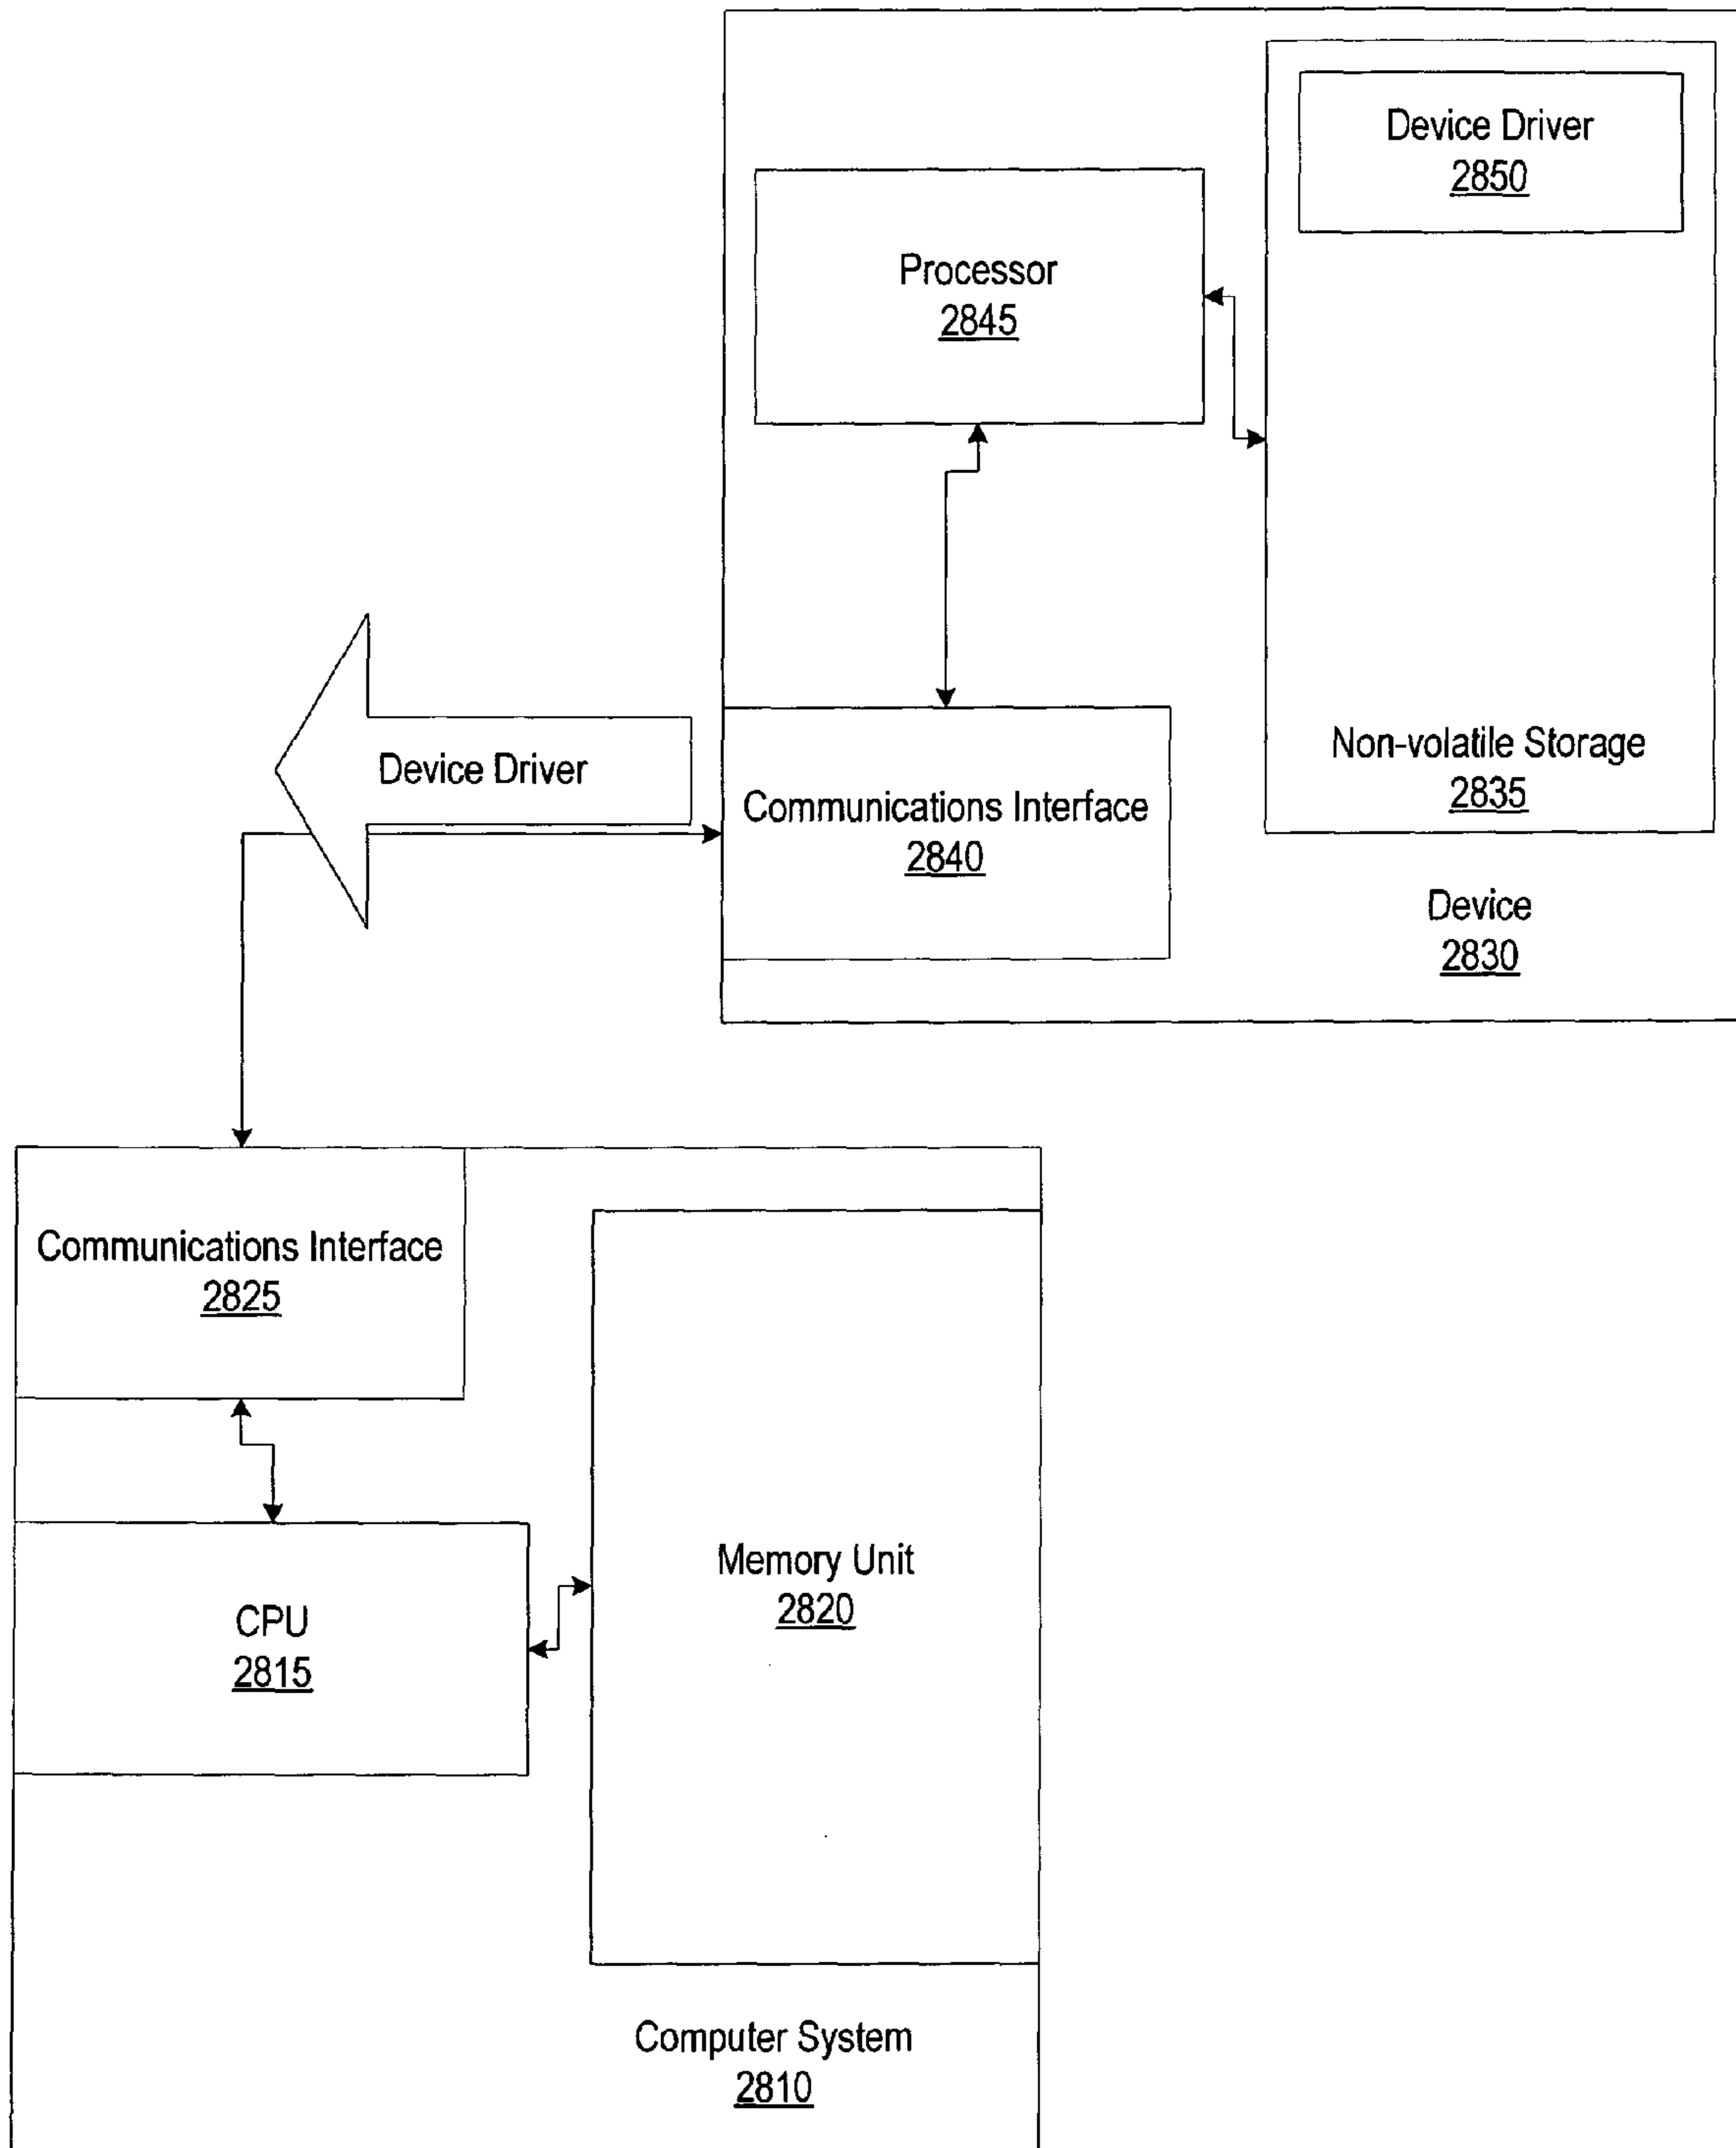 Device Driver
2850
Processor
2845
Non-volatile Storage
2835
Device Driver
Communications Interface
2840
Device
2830
Communications Interface
2825
Memory Unit
2820
CPU
2815
Computer System
2810